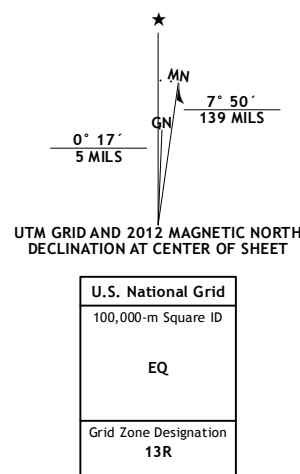 ★
MN
7° 50´
139 MILS
GN
0° 17´
5 MILS
UTM GRID AND 2012 MAGNETIC NORTH
DECLINATION AT CENTER OF SHEET
U.S. National Grid
100,000-m Square ID
EQ
Grid Zone Designation
13R